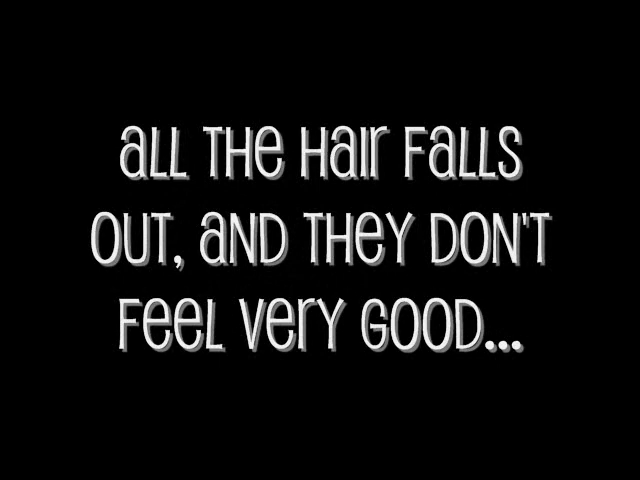 all THE Hair Falls
OUT, aND THEY DON'T
FeeL Very GOOD...